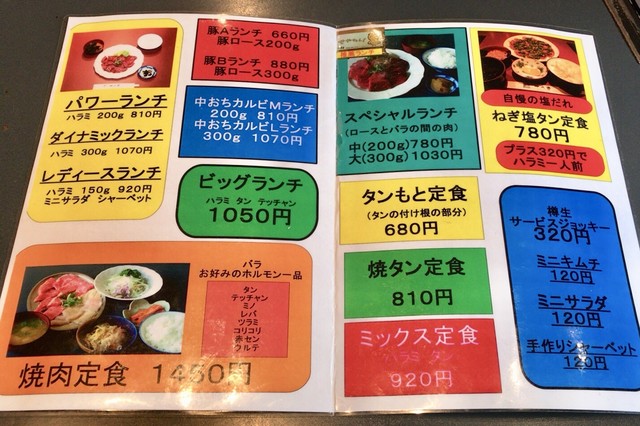 パワーランチ
ハラミ 200g 810円
ダイナミックランチ
ハラミ 300g 1070円
レディースランチ
ハラミ 150g 920円
ミニサラダ シャーベット
豚Aランチ 660円
豚ロース200g
豚Bランチ 880円
豚ロース300g
中おちカルビMランチ
200g 810円
中おちカルビLランチ
300g 1070円
ビッグランチ
ハラミ タン テッチャン
1050円
バラ
お好みのホルモン一品
タン
テッチャン
ミノ
レバ
ツラミ
コリコリ
赤セン
ウルテ
焼肉定食 1450円
スペシャルランチ
(ロースとバラの間の肉)
中(200g)780円
大(300g)1030円
タンもと定食
(タンの付け根の部分)
680円
焼タン定食
810円
ミックス定食
ハラミ タン
920円
自慢の塩だれ
ねぎ塩タン定食
780円
プラス320円で
ハラミ一人前
樽生
サービスジョッキー
320円
ミニキムチ
120円
ミニサラダ
120円
手作りシャーベット
120円